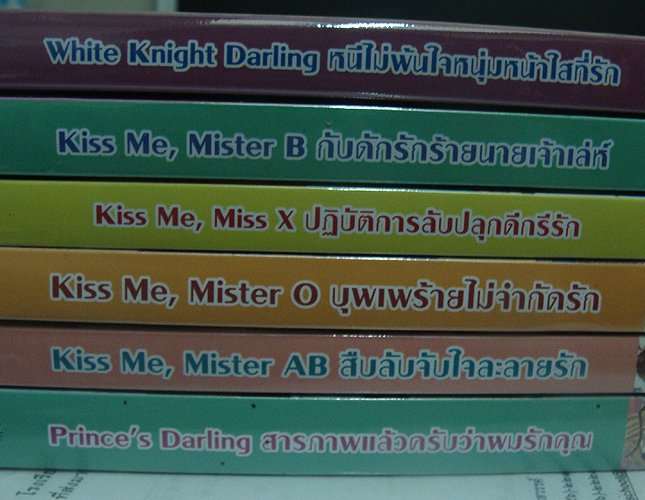 White Knight Darling หนีไม่พ้นใจหนุ่มหน้าใสที่รัก
Kiss Me, Mister B กับดักรักร้ายนายเจ้าเล่ห์
Kiss Me, Miss X ปฏิบัติการลับปลุกดีกรีรัก
Kiss Me, Mister O บุพเพร้ายไม่จำกัดรัก
Kiss Me, Mister AB สืบลับจับใจละลายรัก
Prince's Darling สารภาพแล้วครับว่าผมรักคุณ